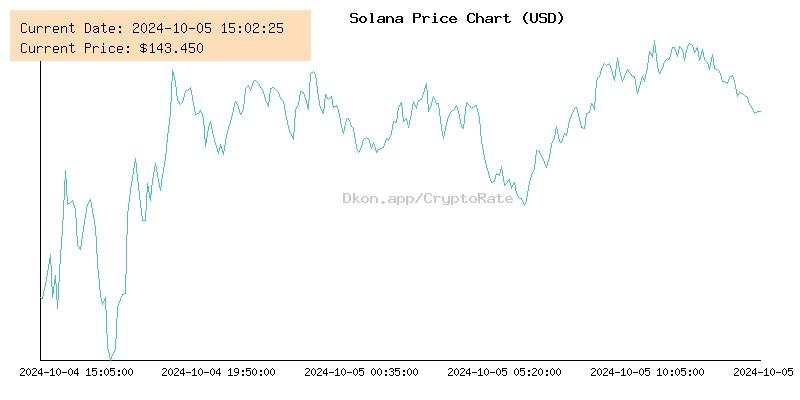 Solana Price Chart (USD)
Current Date: 2024-10-05 15:02:25
Current Price: $143.450
Dkon.app/CryptoRate
2024-10-04 15:05:00 2024-10-04 19:50:00 2024-10-05 00:35:00 2024-10-05 05:20:00 2024-10-05 10:05:00 2024-10-05